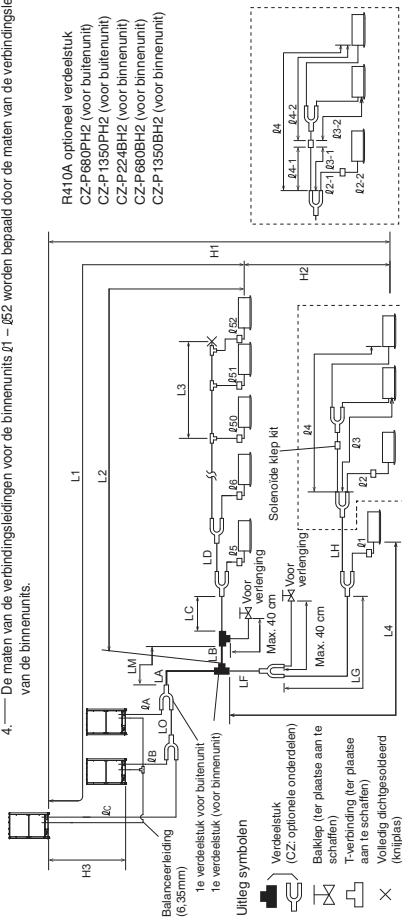 4. — De maten van de verbindingsleidingen voor de binnenunits ℓ1 – ℓ52 worden bepaald door de maten van de verbindingsle
van de binnenunits.
R410A optioneel verdeelstuk
CZ-P680PH2 (voor buitenunit)
CZ-P1350PH2 (voor buitenunit)
CZ-P224BH2 (voor binnenunit)
CZ-P680BH2 (voor binnenunit)
CZ-P1350BH2 (voor binnenunit)
L1
L2
H1
H2
H3
ℓC
ℓB
ℓA
LO
LA
LM
LB
LC
LD
L3
ℓ5
ℓ6
ℓ50
ℓ51
ℓ52
Balanceerleiding
(6,35mm)
1e verdeelstuk voor buitenunit
1e verdeelstuk (voor binnenunit)
Voor
verlenging
Max. 40 cm
Voor
verlenging
Max. 40 cm
LF
LG
LH
L4
ℓ1
ℓ2
ℓ3
ℓ4
Solenoïde klep kit
ℓ4
ℓ4-1
ℓ4-2
ℓ3-1
ℓ3-2
ℓ2-1
ℓ2-2
Uitleg symbolen
Verdeelstuk
(CZ: optionele onderdelen)
Balklep (ter plaatse aan te
schaffen)
T-verbinding (ter plaatse
aan te schaffen)
Volledig dichtgesoldeerd
(knijplas)